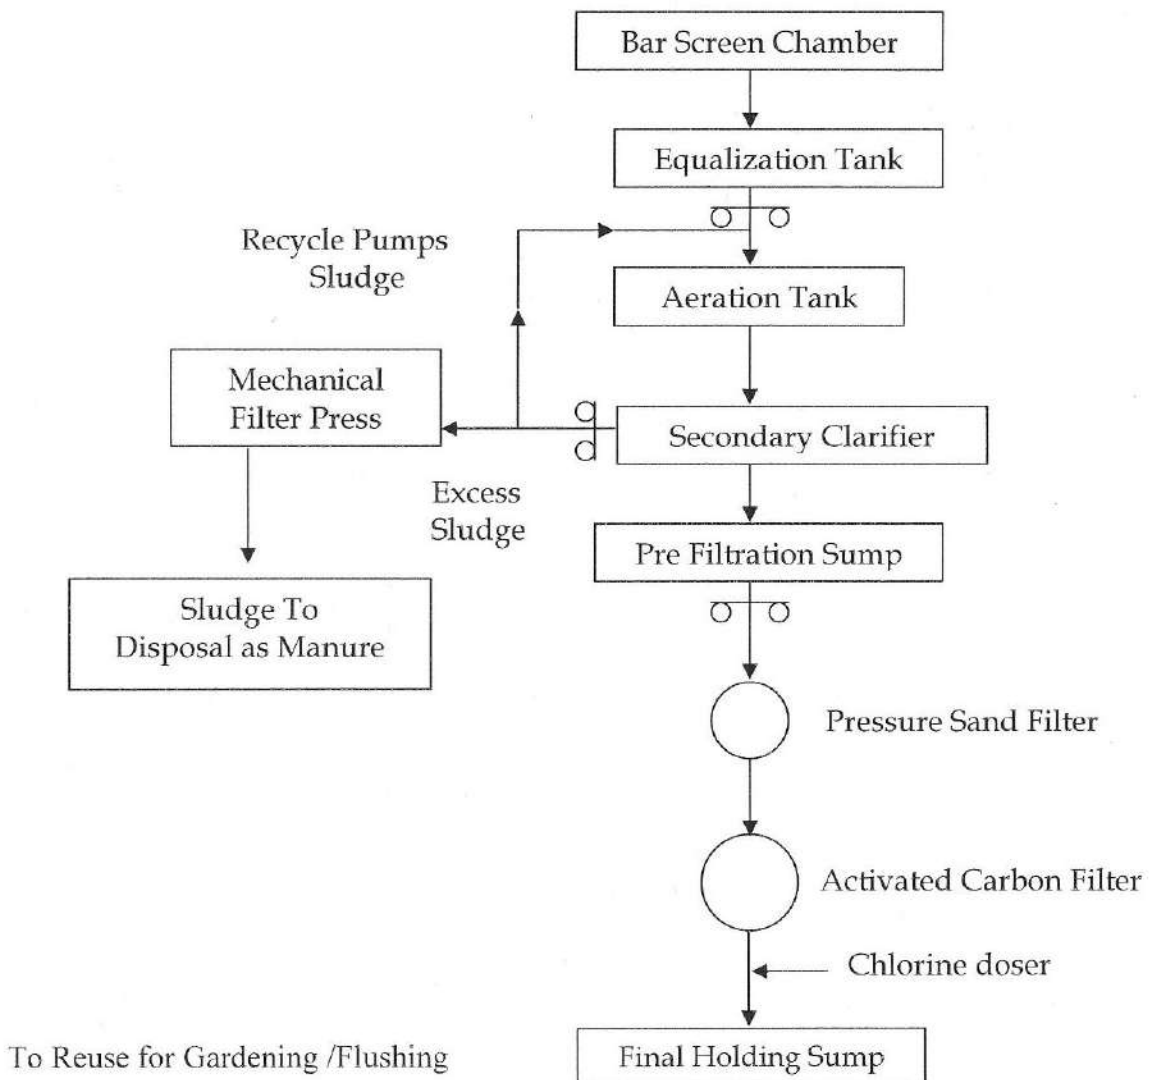 Bar Screen Chamber
Equalization Tank
Recycle Pumps
Sludge
Aeration Tank
Mechanical
Filter Press
Secondary Clarifier
Excess
Sludge
Pre Filtration Sump
Sludge To
Disposal as Manure
Pressure Sand Filter
Activated Carbon Filter
Chlorine doser
To Reuse for Gardening /Flushing
Final Holding Sump